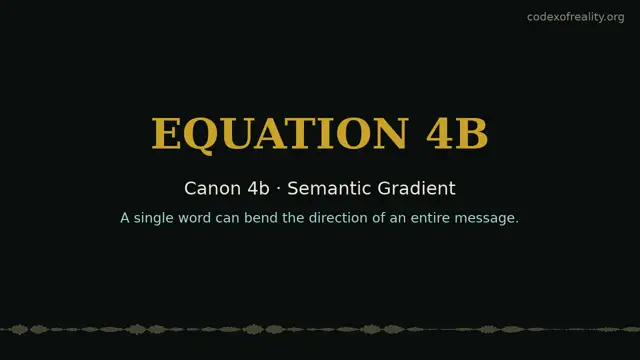 codexofreality.org
EQUATION 4B
Canon 4b · Semantic Gradient
A single word can bend the direction of an entire message.